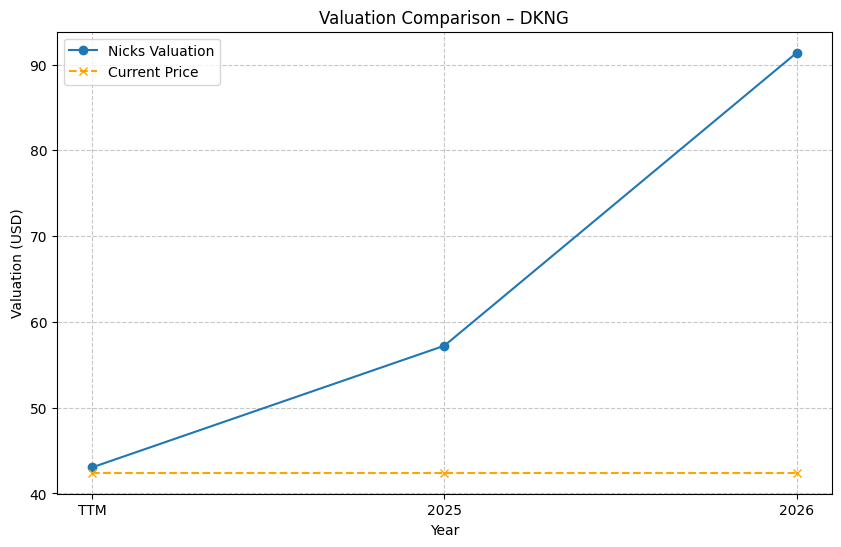 Valuation Comparison – DKNG
Nicks Valuation
Current Price
Valuation (USD)
90
80
70
60
50
40
TTM
2025
2026
Year